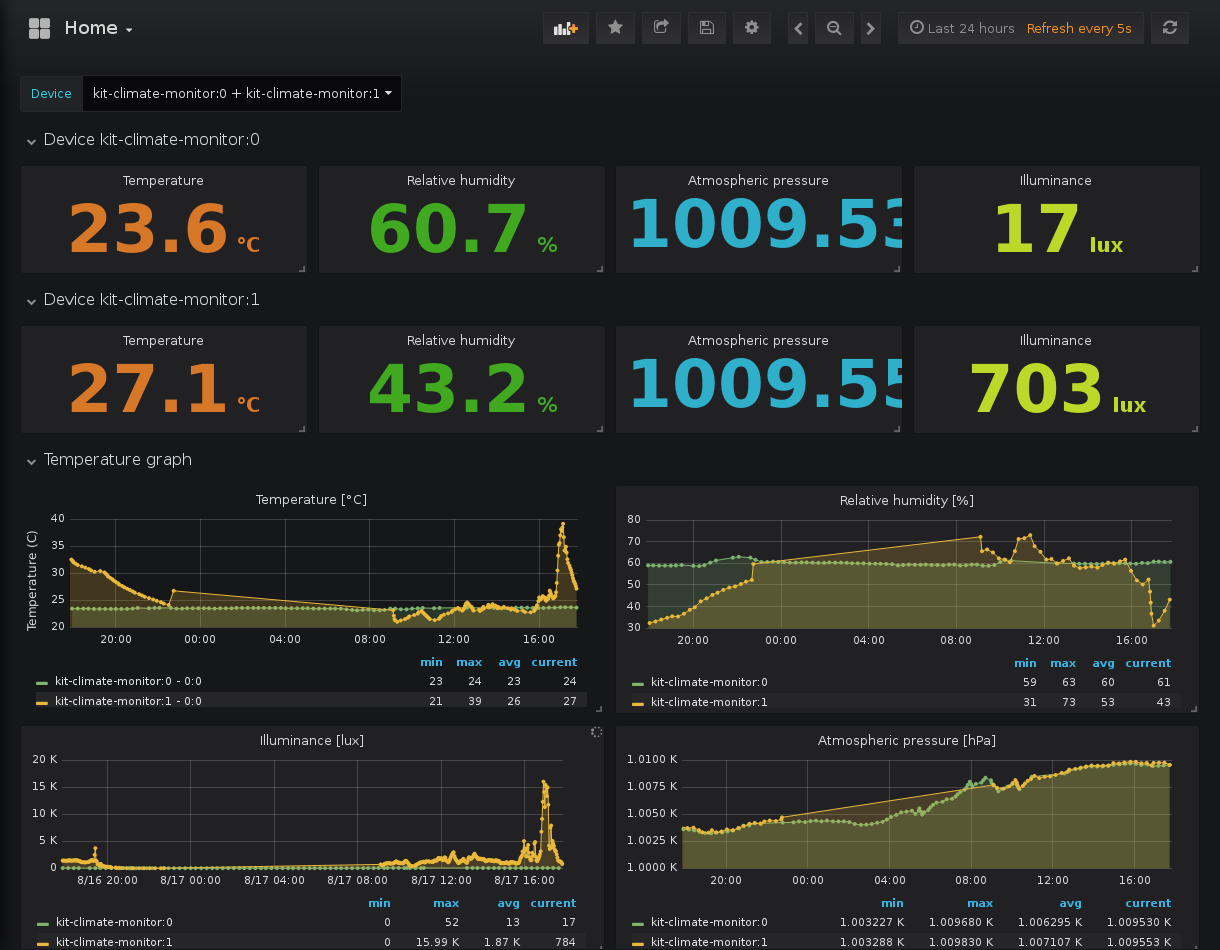 Home
Last 24 hours Refresh every 5s
Device kit-climate-monitor:0 + kit-climate-monitor:1
Device kit-climate-monitor:0
Temperature Relative humidity Atmospheric pressure Illuminance
23.6 °C 60.7 % 1009.53 17 lux
Device kit-climate-monitor:1
Temperature Relative humidity Atmospheric pressure Illuminance
27.1 °C 43.2 % 1009.55 703 lux
Temperature graph
Temperature [°C]
Temperature (C)
40
35
30
25
20
20:00 00:00 04:00 08:00 12:00 16:00
min max avg current
kit-climate-monitor:0 - 0:0 23 24 23 24
kit-climate-monitor:1 - 0:0 21 39 26 27
Relative humidity [%]
80
70
60
50
40
30
20:00 00:00 04:00 08:00 12:00 16:00
min max avg current
kit-climate-monitor:0 59 63 60 61
kit-climate-monitor:1 31 73 53 43
Illuminance [lux]
20 K
15 K
10 K
5 K
0
8/16 20:00 8/17 00:00 8/17 04:00 8/17 08:00 8/17 12:00 8/17 16:00
min max avg current
kit-climate-monitor:0 0 52 13 17
kit-climate-monitor:1 0 15.99 K 1.87 K 784
Atmospheric pressure [hPa]
1.0100 K
1.0075 K
1.0050 K
1.0025 K
1.0000 K
20:00 00:00 04:00 08:00 12:00 16:00
min max avg current
kit-climate-monitor:0 1.003227 K 1.009680 K 1.006295 K 1.009530 K
kit-climate-monitor:1 1.003288 K 1.009830 K 1.007107 K 1.009553 K